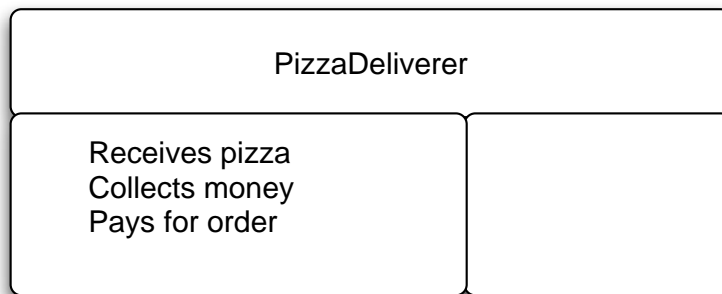 PizzaDeliverer
Receives pizza
Collects money
Pays for order